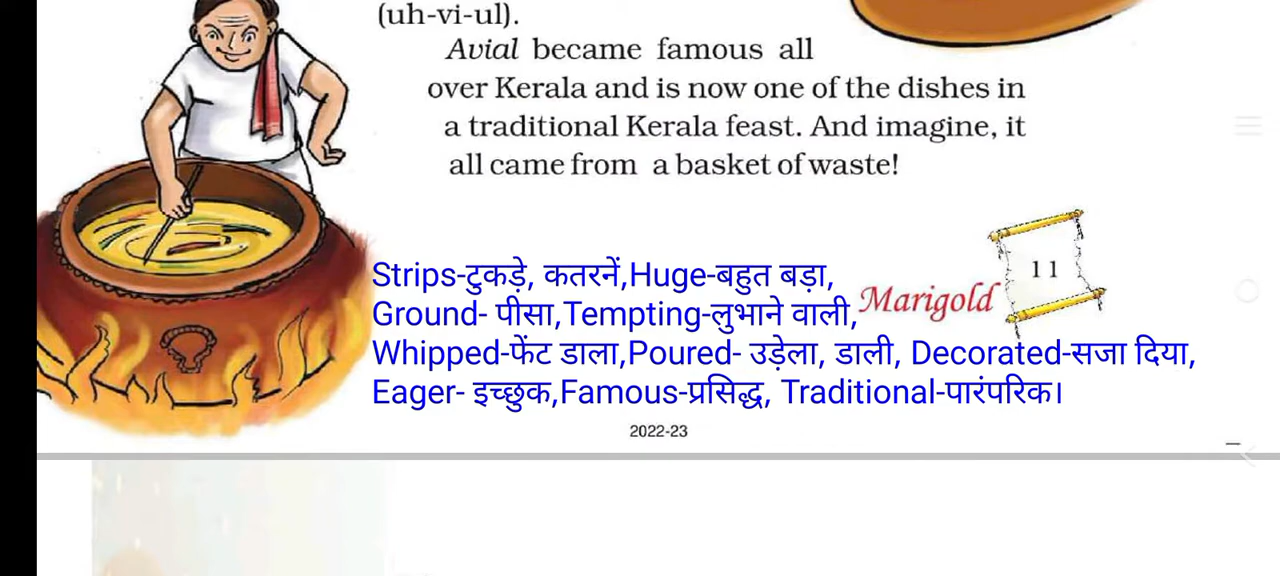 (uh-vi-ul).
Avial became famous all
over Kerala and is now one of the dishes in
a traditional Kerala feast. And imagine, it
all came from a basket of waste!
11
Marigold
Strips-टुकड़े, कतरनें,Huge-बहुत बड़ा,
Ground- पीसा,Tempting-लुभाने वाली,
Whipped-फेंट डाला,Poured- उड़ेला, डाली, Decorated-सजा दिया,
Eager- इच्छुक,Famous-प्रसिद्ध, Traditional-पारंपरिक।
2022-23